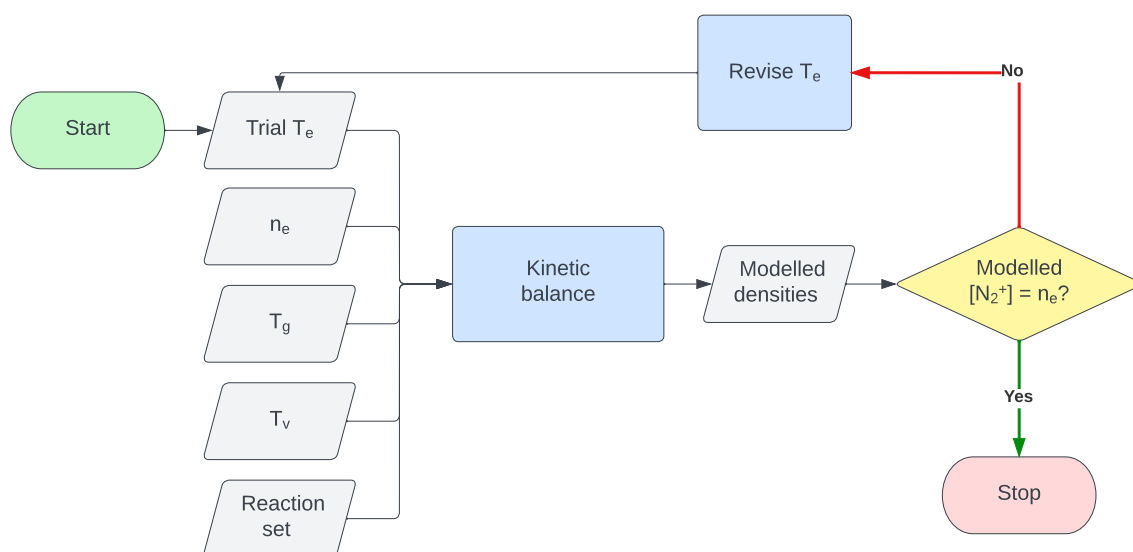 Revise Tₑ
No
Start
Trial Tₑ
nₑ
Kinetic
balance
Modelled
densities
Modelled
[N₂⁺] = nₑ?
T_g
Tᵥ
Yes
Reaction
set
Stop